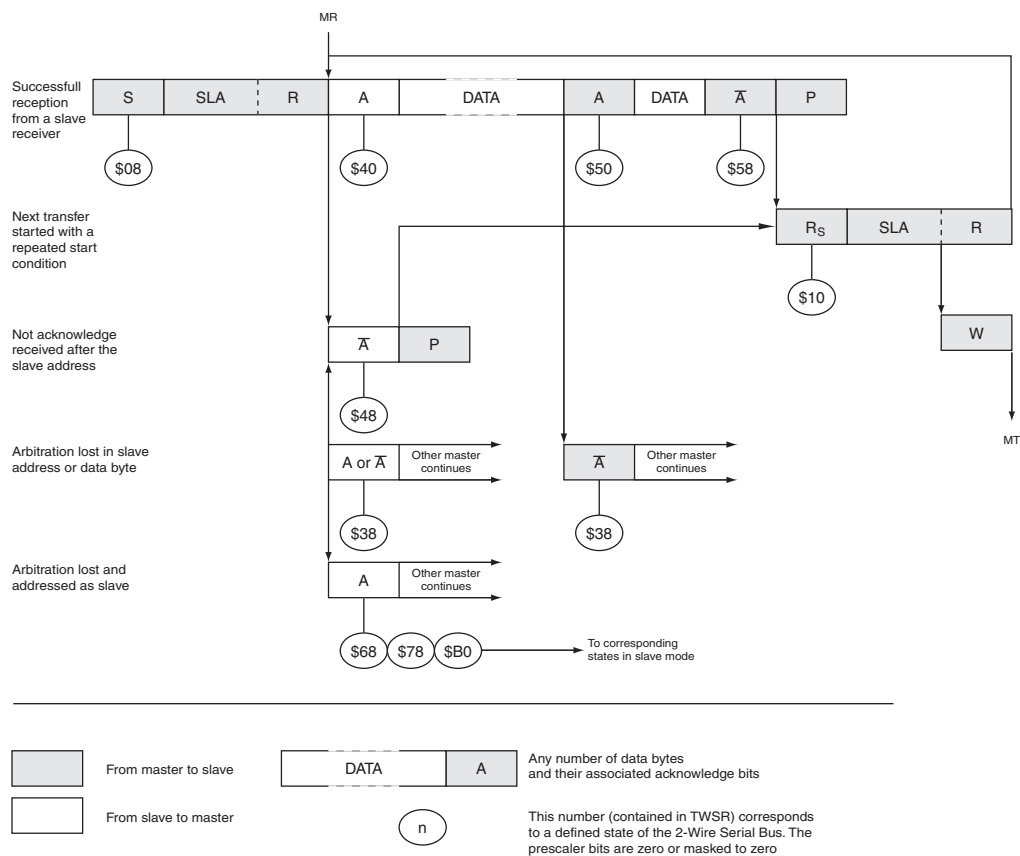 MR
Successfull
reception
from a slave
receiver
S SLA R A DATA A DATA A̅ P
$08 $40 $50 $58
Next transfer
started with a
repeated start
condition
RS SLA R
$10
Not acknowledge
received after the
slave address
A̅ P
W
$48
MT
Arbitration lost in slave
address or data byte
A or A̅ Other master
continues
A̅ Other master
continues
$38 $38
Arbitration lost and
addressed as slave
A Other master
continues
$68 $78 $B0
To corresponding
states in slave mode
From master to slave
DATA A
Any number of data bytes
and their associated acknowledge bits
From slave to master
n
This number (contained in TWSR) corresponds
to a defined state of the 2-Wire Serial Bus. The
prescaler bits are zero or masked to zero